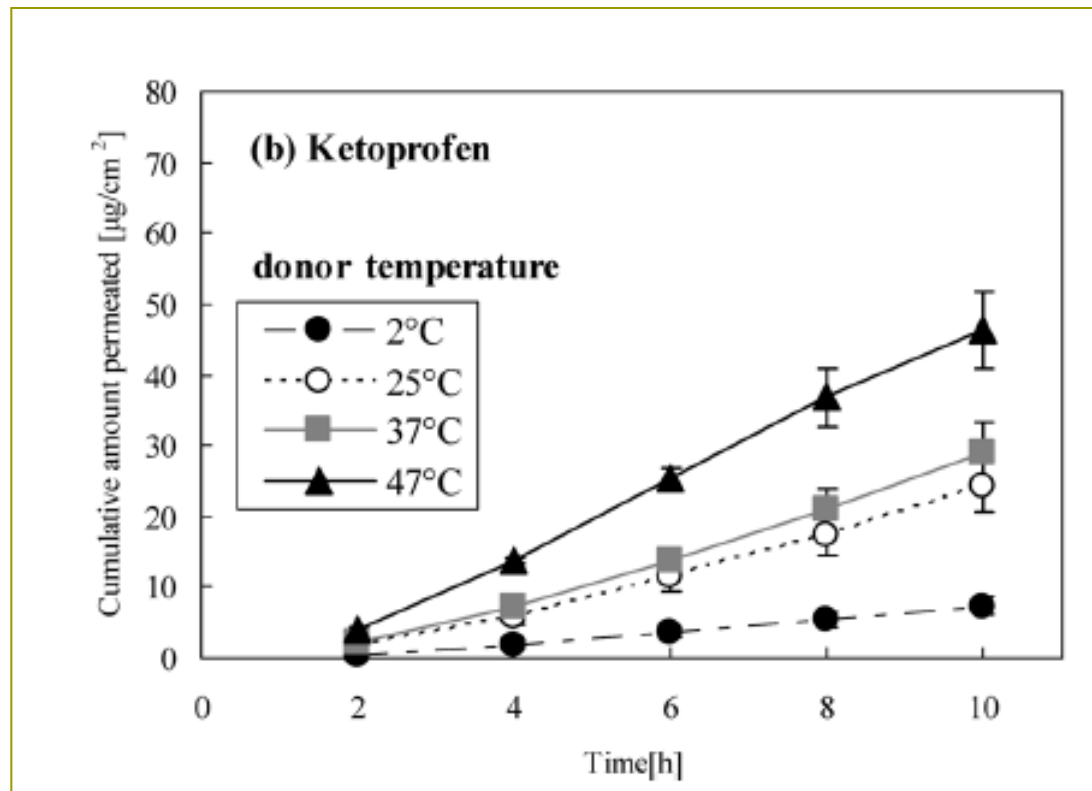 80
70
60
50
40
30
20
10
0
Cumulative amount permeated [µg/cm²]
(b) Ketoprofen
donor temperature
2°C
25°C
37°C
47°C
0 2 4 6 8 10
Time[h]